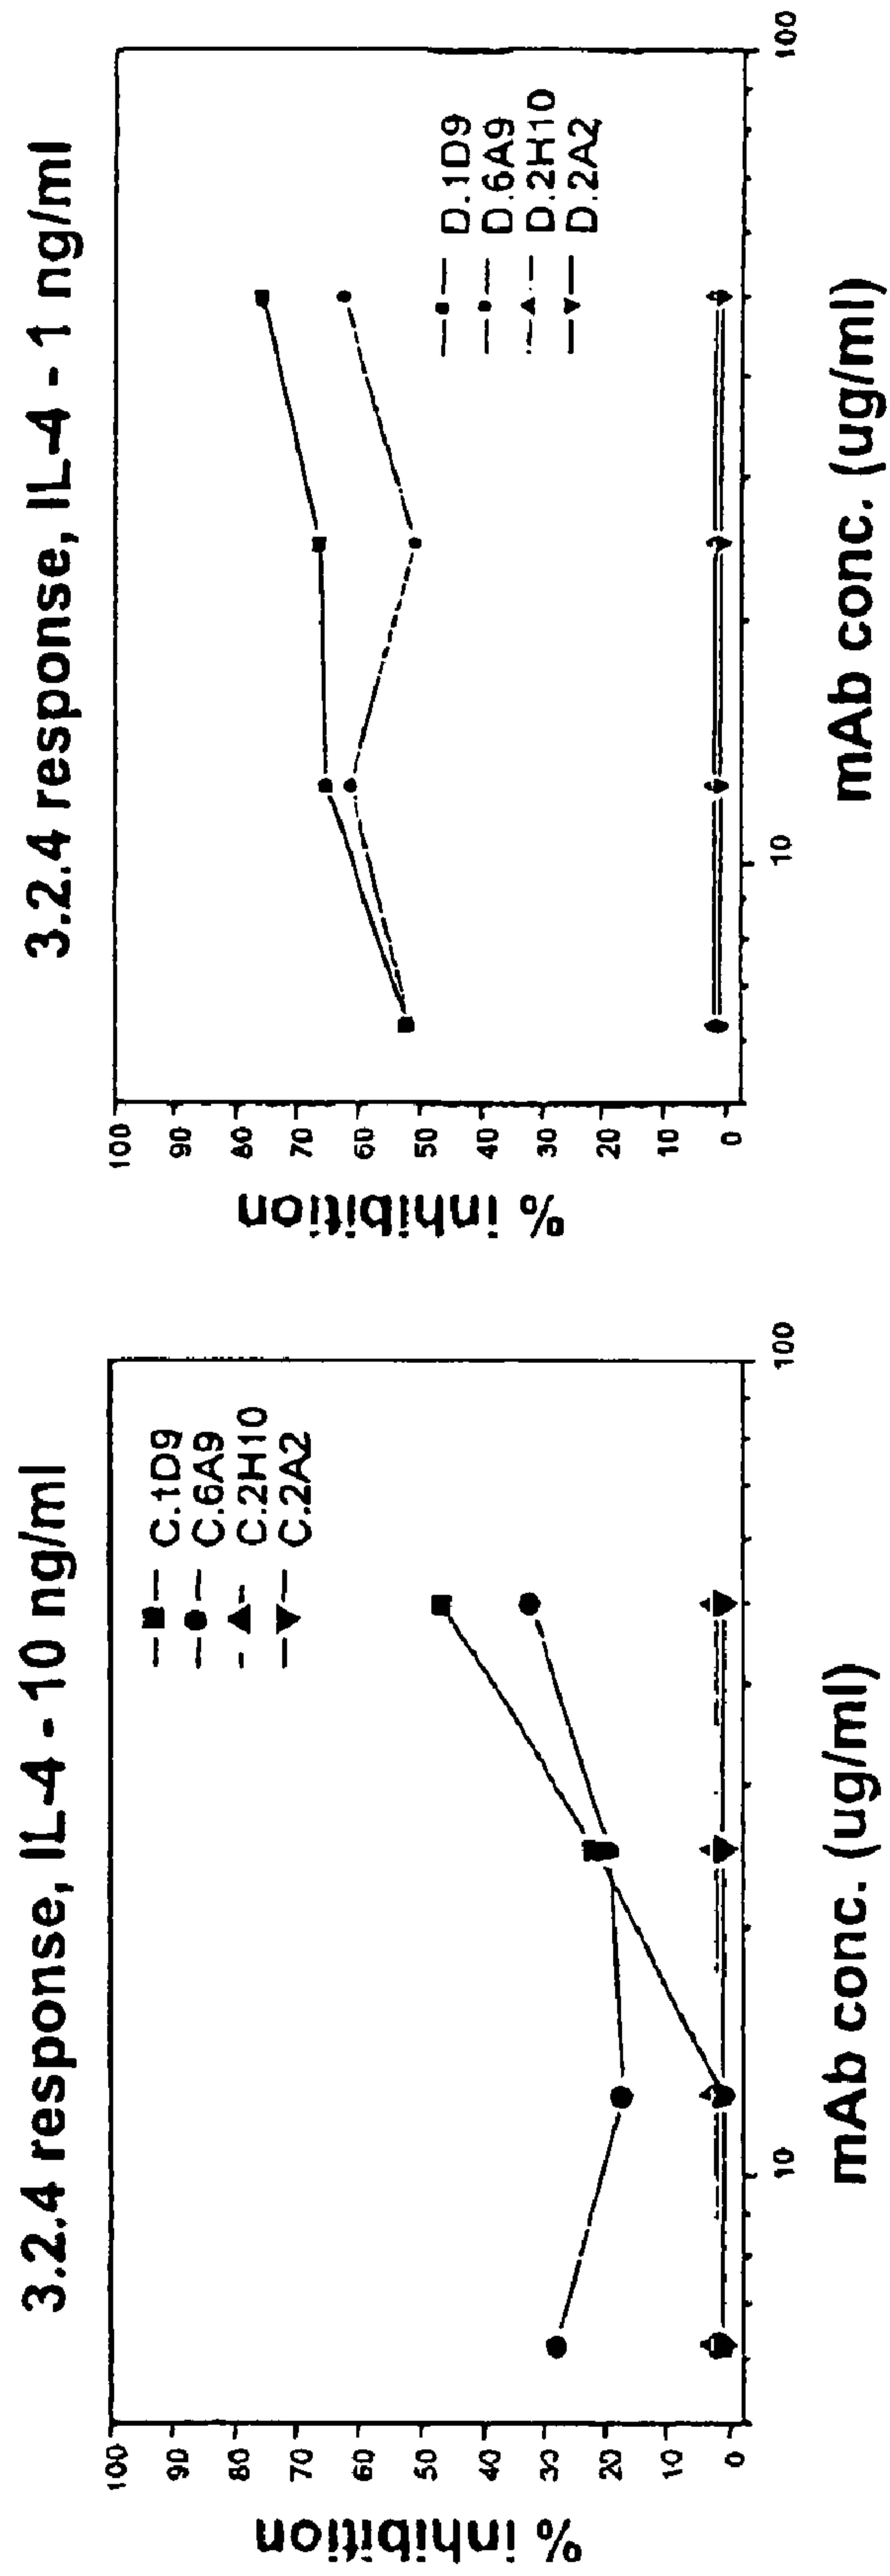 3.2.4 response, IL-4 - 10 ng/ml
% inhibition
100
90
80
70
60
50
40
30
20
10
0
C.1D9
C.6A9
C.2H10
C.2A2
10
100
mAb conc. (ug/ml)
3.2.4 response, IL-4 - 1 ng/ml
% inhibition
100
90
80
70
60
50
40
30
20
10
0
D.1D9
D.6A9
D.2H10
D.2A2
10
100
mAb conc. (ug/ml)